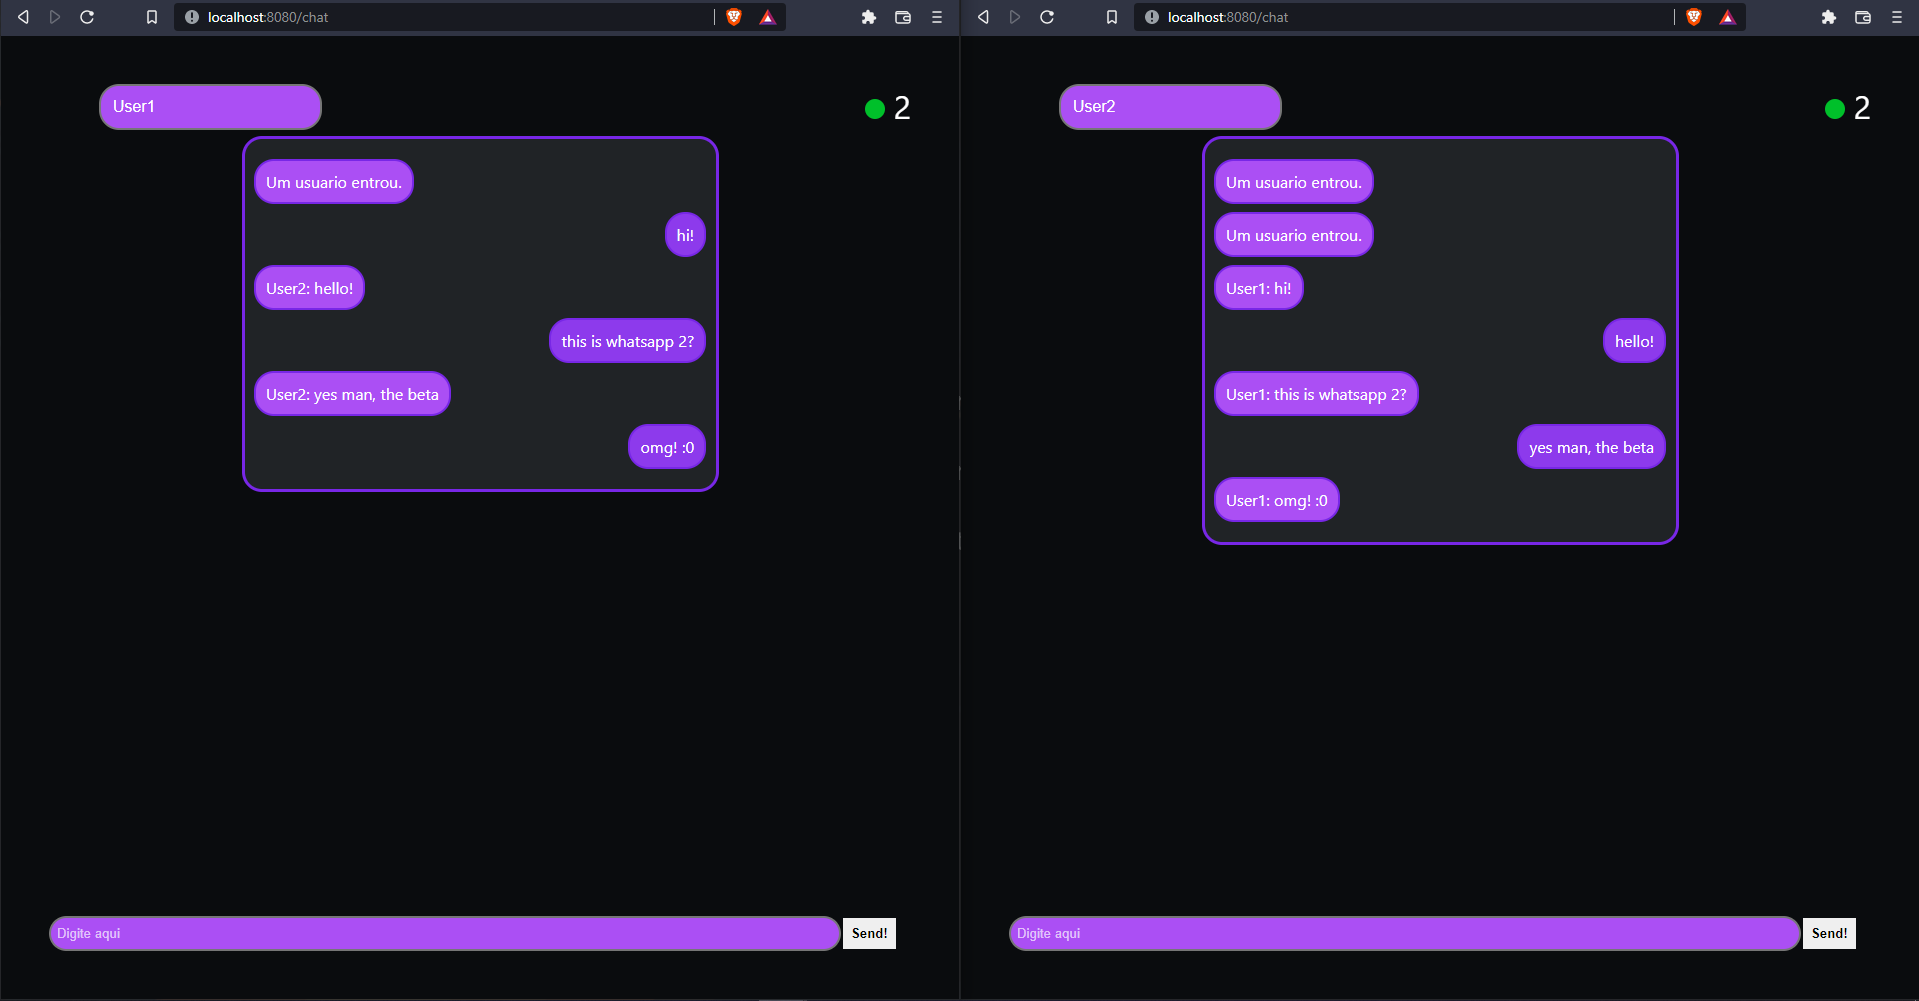 localhost:8080/chat
User1
2
Um usuario entrou.
hi!
User2: hello!
this is whatsapp 2?
User2: yes man, the beta
omg! :0
Digite aqui
Send!
localhost:8080/chat
User2
2
Um usuario entrou.
Um usuario entrou.
User1: hi!
hello!
User1: this is whatsapp 2?
yes man, the beta
User1: omg! :0
Digite aqui
Send!